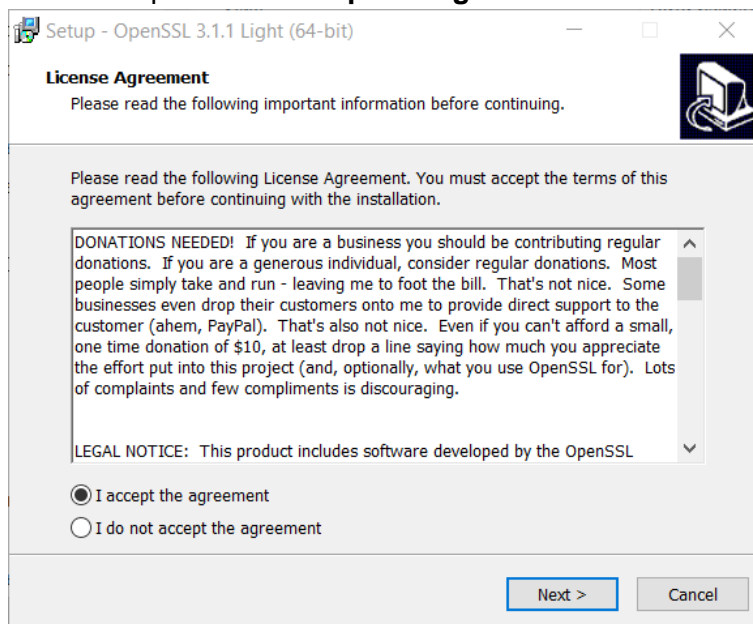 Setup - OpenSSL 3.1.1 Light (64-bit)
License Agreement
Please read the following important information before continuing.
Please read the following License Agreement. You must accept the terms of this
agreement before continuing with the installation.
DONATIONS NEEDED!  If you are a business you should be contributing regular
donations.  If you are a generous individual, consider regular donations.  Most
people simply take and run - leaving me to foot the bill.  That's not nice.  Some
businesses even drop their customers onto me to provide direct support to the
customer (ahem, PayPal).  That's also not nice.  Even if you can't afford a small,
one time donation of $10, at least drop a line saying how much you appreciate
the effort put into this project (and, optionally, what you use OpenSSL for).  Lots
of complaints and few compliments is discouraging.
LEGAL NOTICE:  This product includes software developed by the OpenSSL
I accept the agreement
I do not accept the agreement
Next >
Cancel